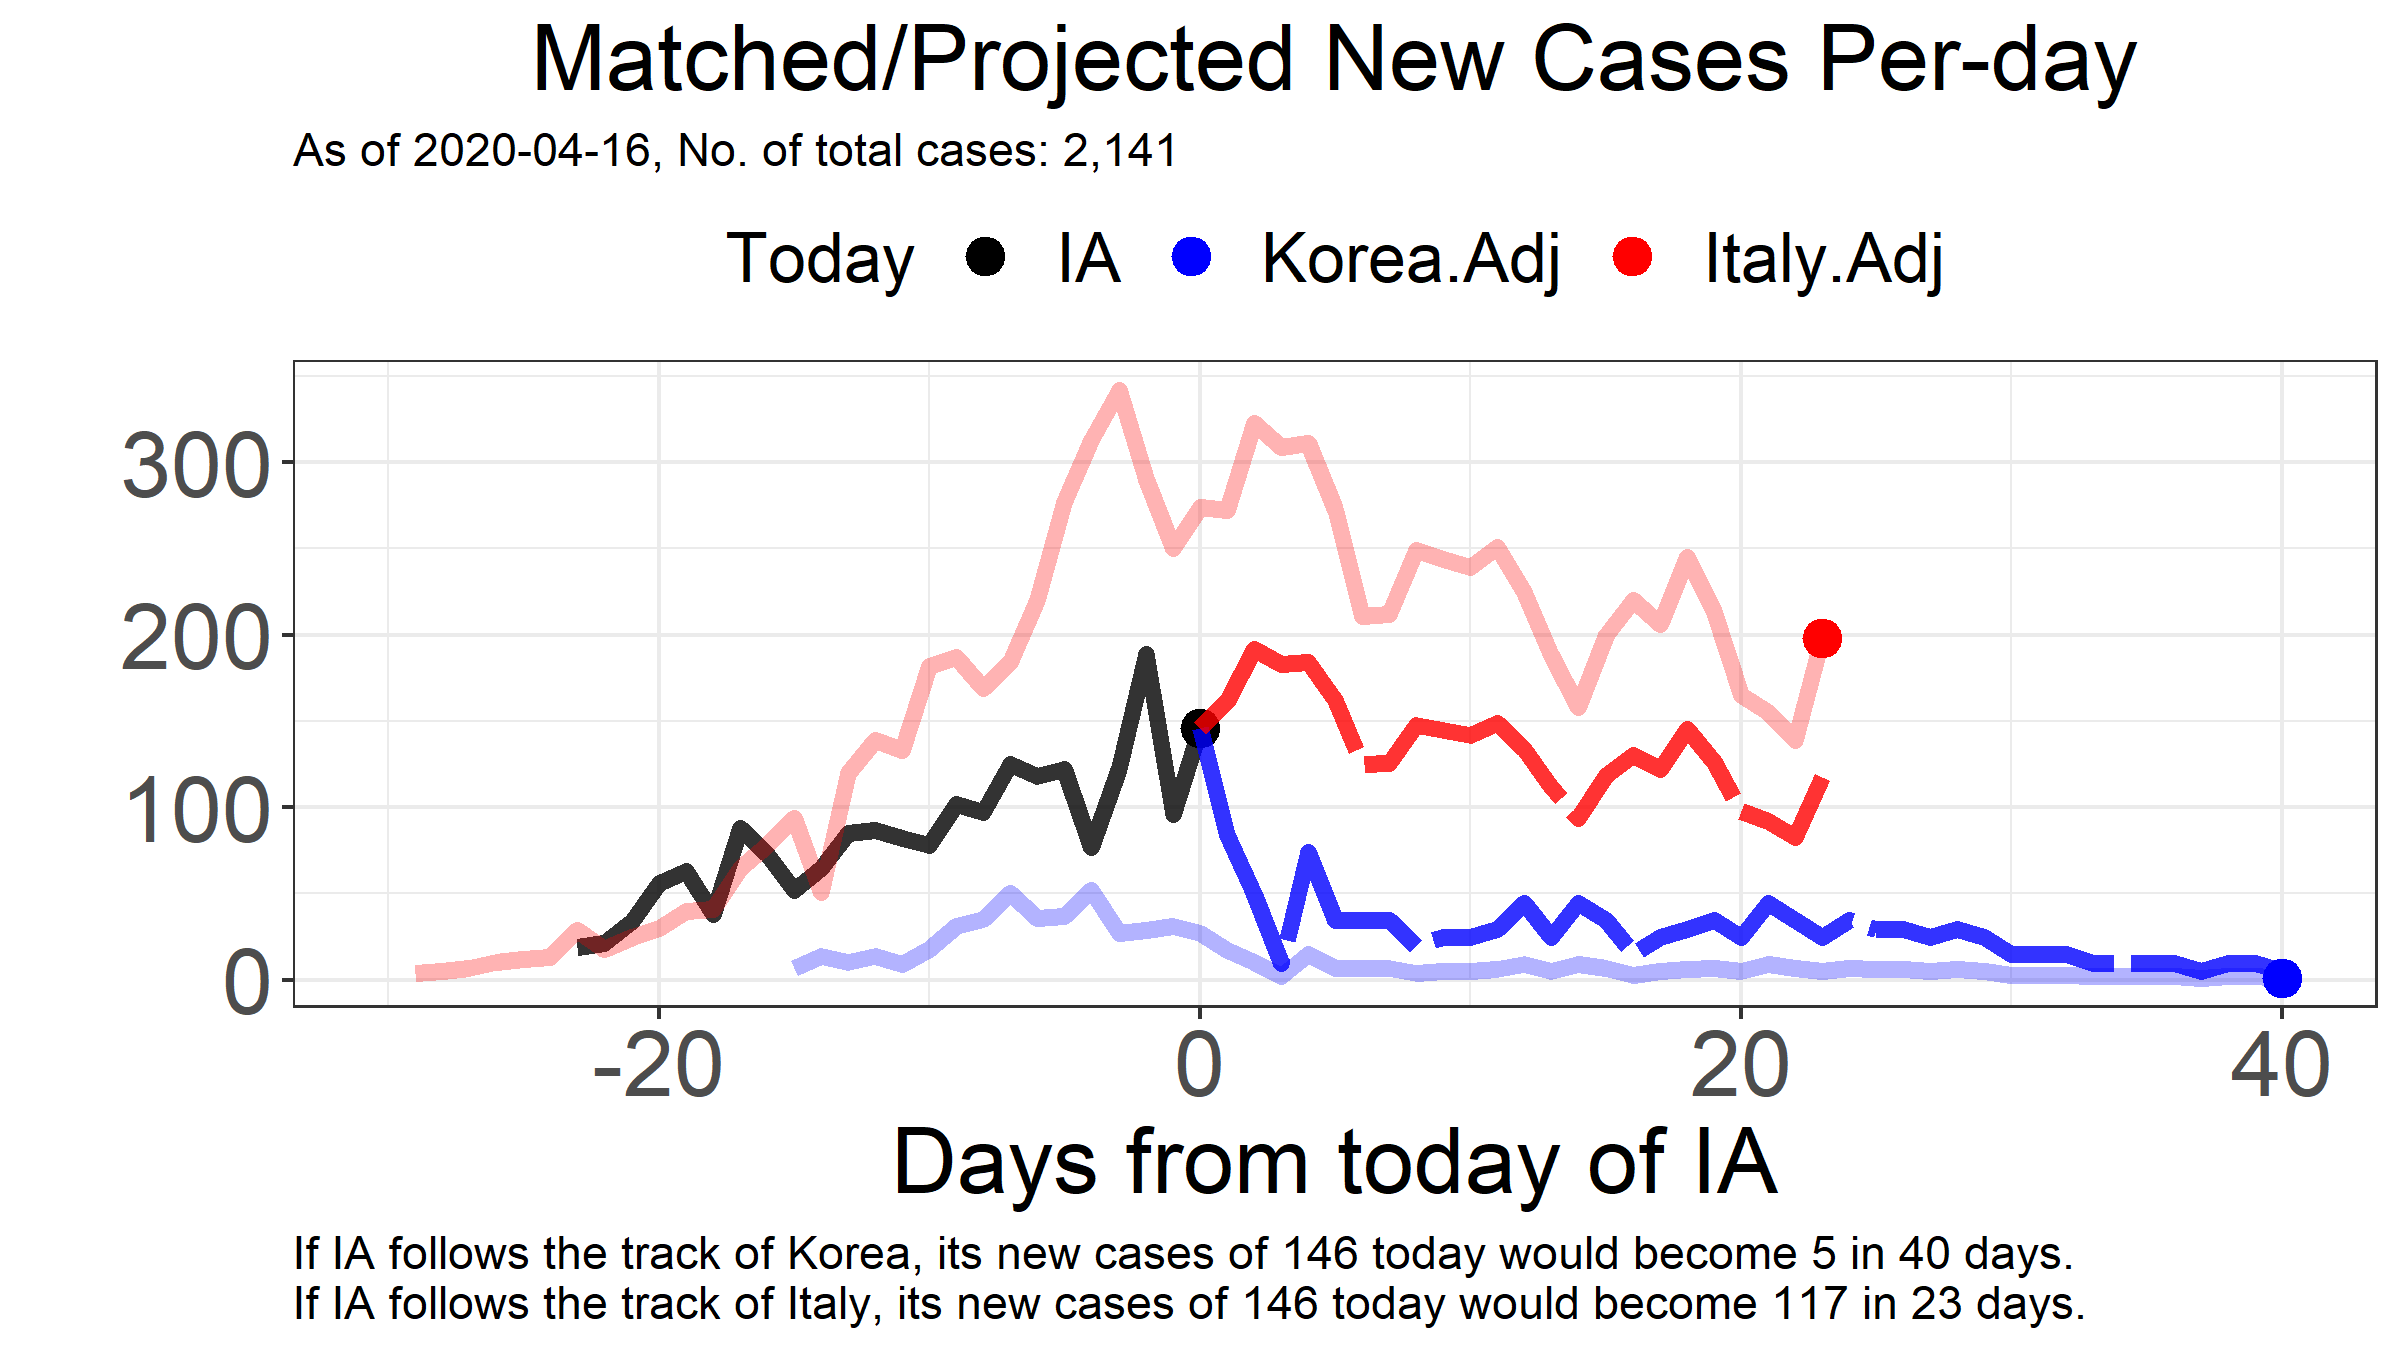 Matched/Projected New Cases Per-day
As of 2020-04-16, No. of total cases: 2,141
Today IA Korea.Adj Italy.Adj
300
200
100
0
-20 0 20 40
Days from today of IA
If IA follows the track of Korea, its new cases of 146 today would become 5 in 40 days.
If IA follows the track of Italy, its new cases of 146 today would become 117 in 23 days.